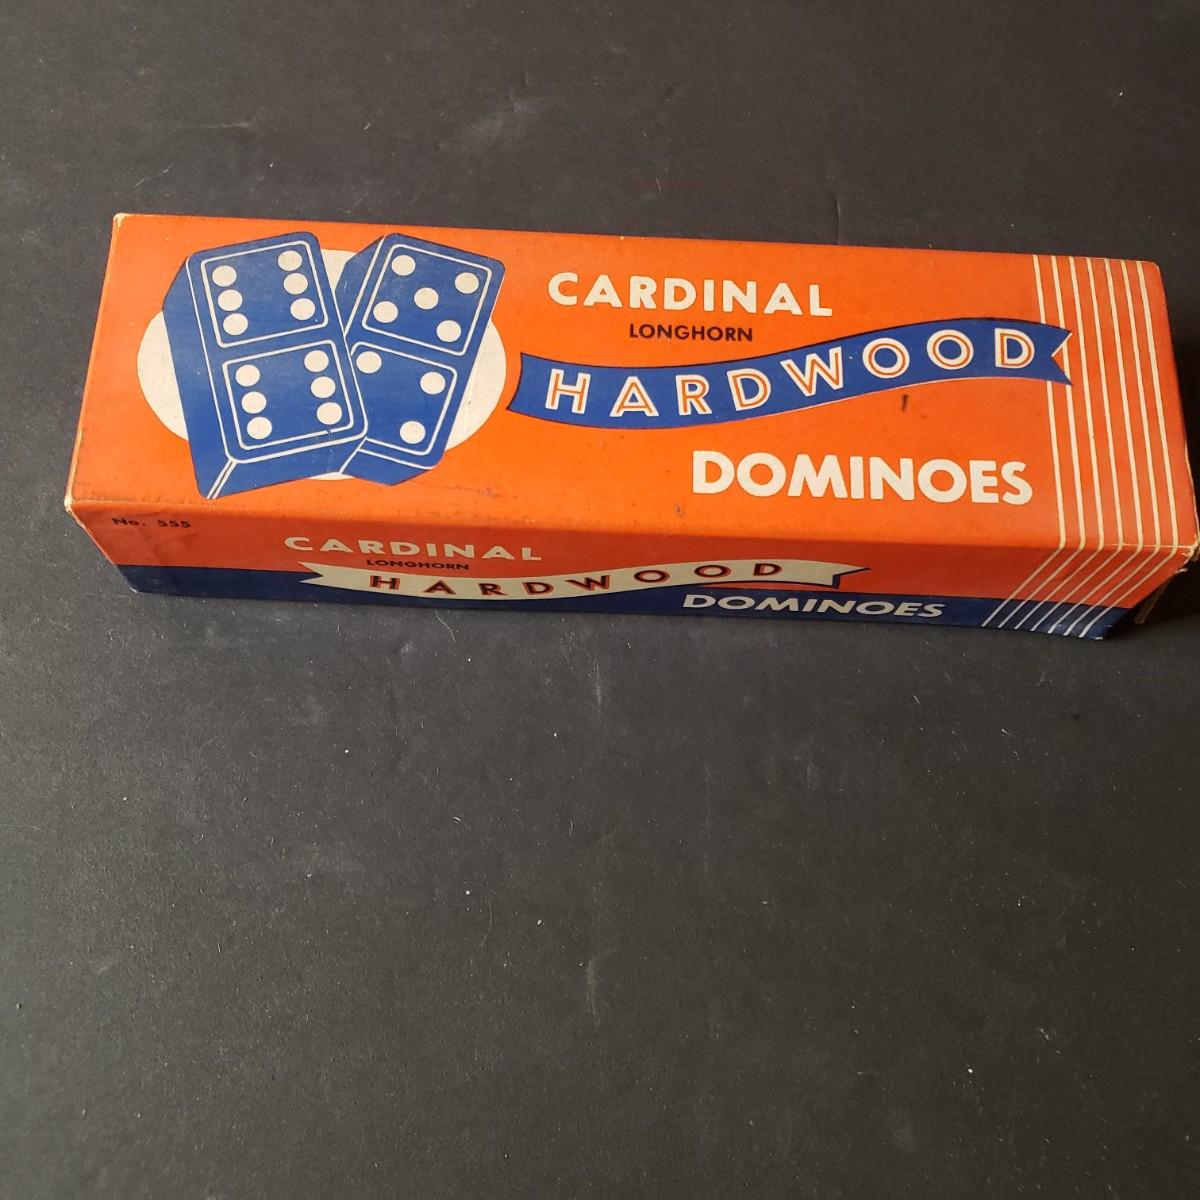 CARDINAL
LONGHORN
HARDWOOD
DOMINOES
No. 555
CARDINAL
LONGHORN
HARDWOOD
DOMINOES